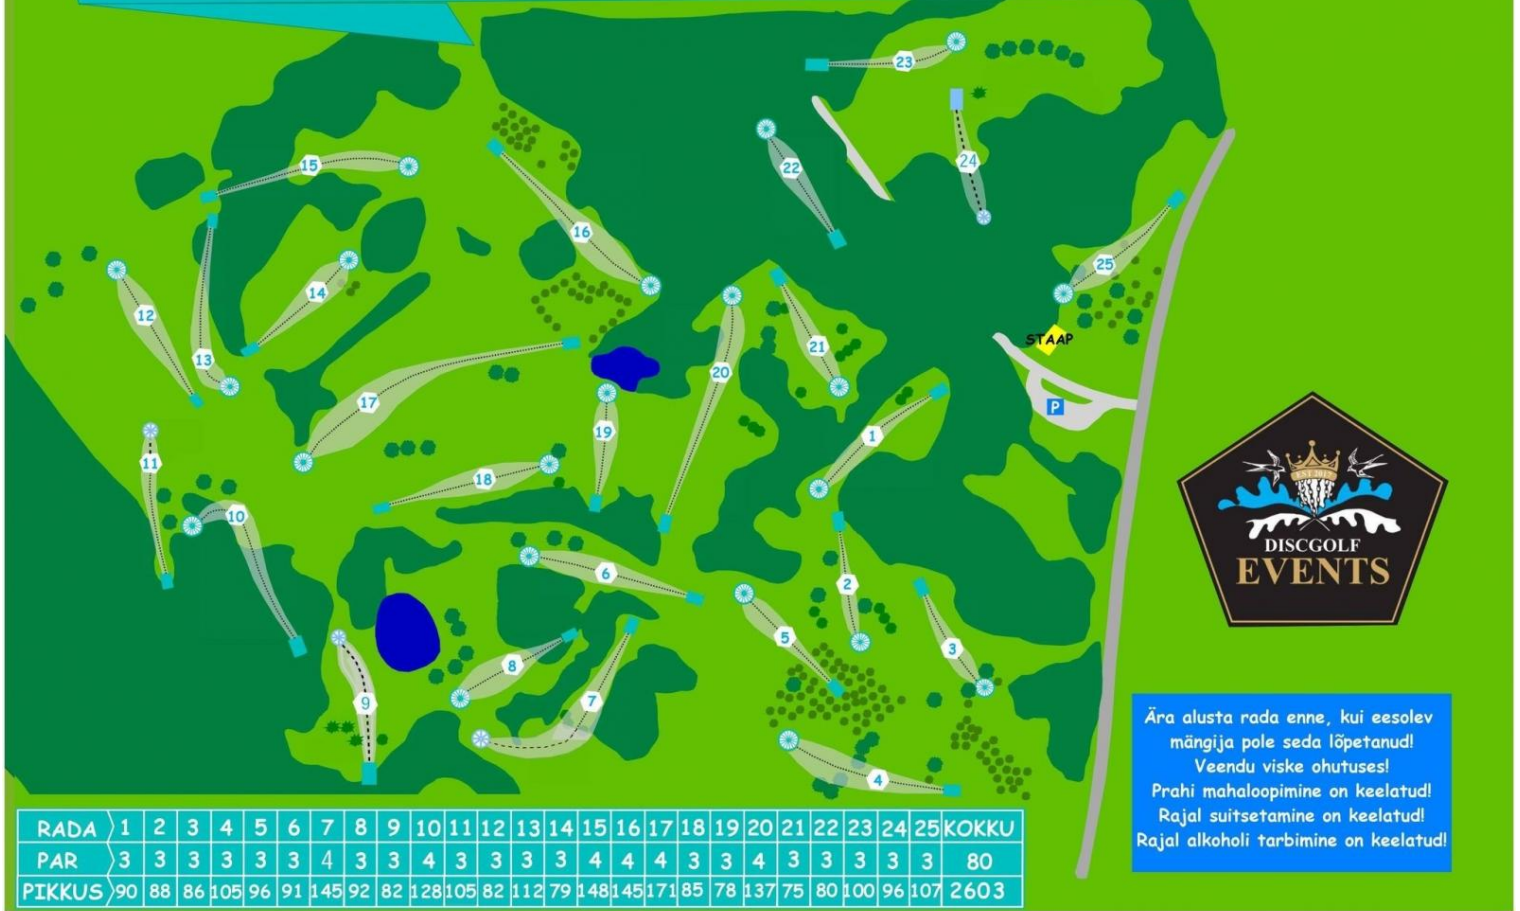 23
22
24
15
16
25
12
13
14
STAAP
21
20
17
P
19
1
11
18
10
6
2
5
3
8
9
7
4
EST 2017
DISCGOLF
EVENTS
Ära alusta rada enne, kui eesolev
mängija pole seda lõpetanud!
Veendu viske ohutuses!
Prahi mahaloopimine on keelatud!
Rajal suitsetamine on keelatud!
Rajal alkoholi tarbimine on keelatud!
RADA 1 2 3 4 5 6 7 8 9 10 11 12 13 14 15 16 17 18 19 20 21 22 23 24 25 KOKKU
PAR 3 3 3 3 3 3 4 3 3 4 3 3 3 3 4 4 4 3 3 4 3 3 3 3 3 80
PIKKUS 90 88 86 105 96 91 145 92 82 128 105 82 112 79 148 145 171 85 78 137 75 80 100 96 107 2603